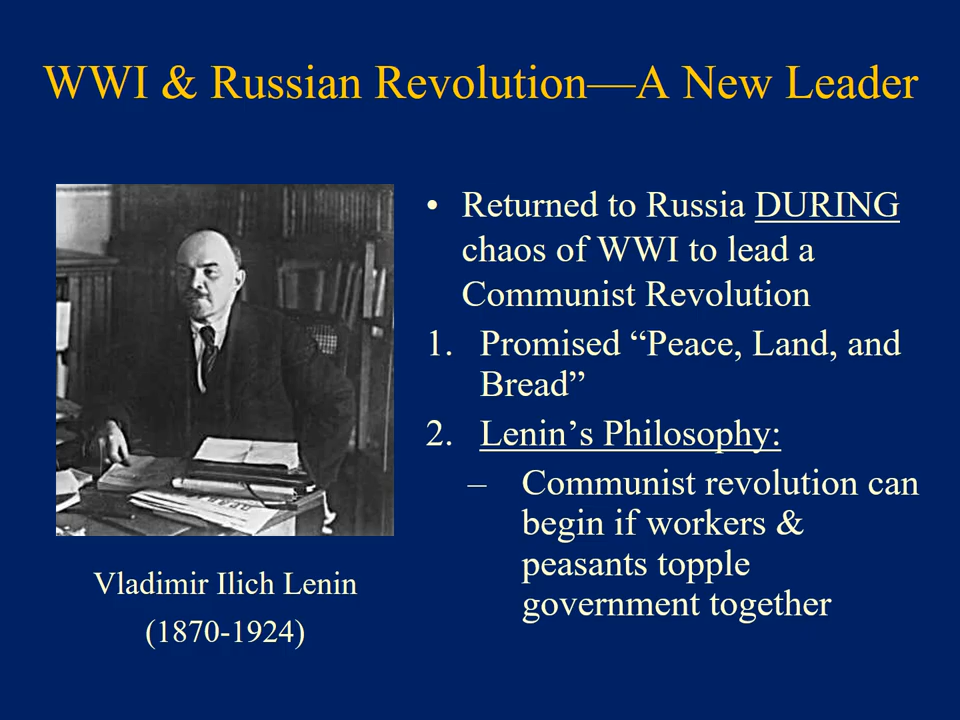 WWI & Russian Revolution—A New Leader
• Returned to Russia DURING
chaos of WWI to lead a
Communist Revolution
1. Promised “Peace, Land, and
Bread”
2. Lenin’s Philosophy:
– Communist revolution can
begin if workers &
peasants topple
government together
Vladimir Ilich Lenin
(1870-1924)